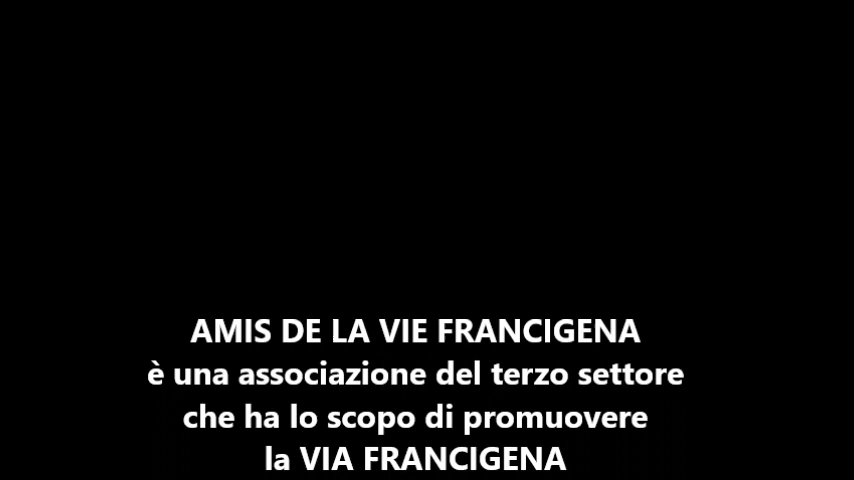 AMIS DE LA VIE FRANCIGENA
è una associazione del terzo settore
che ha lo scopo di promuovere
la VIA FRANCIGENA